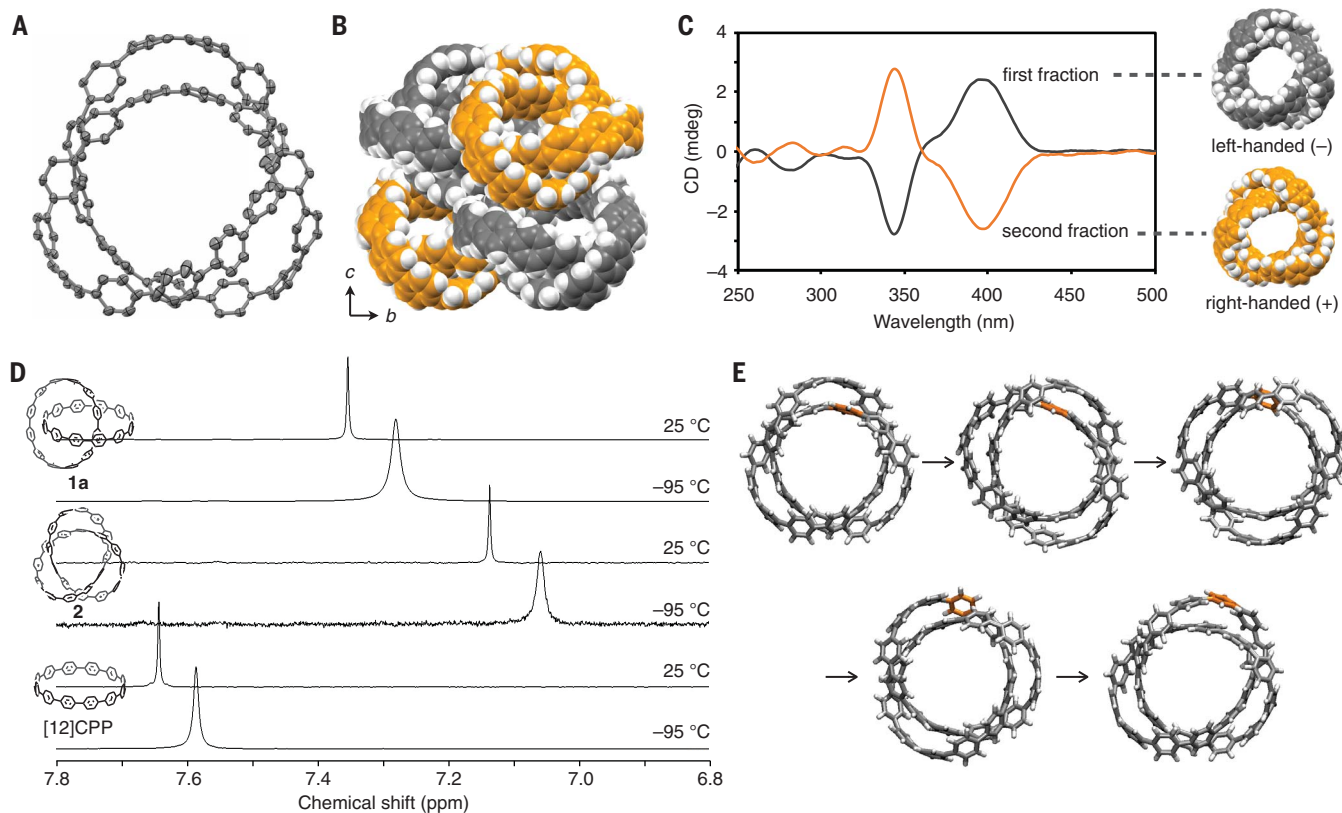 A
B
c
b
C
4
2
0
−2
−4
CD (mdeg)
first fraction
second fraction
250 300 350 400 450 500
Wavelength (nm)
left-handed (–)
right-handed (+)
D
1a
25 °C
–95 °C
2
25 °C
–95 °C
[12]CPP
25 °C
–95 °C
7.8 7.6 7.4 7.2 7.0 6.8
Chemical shift (ppm)
E